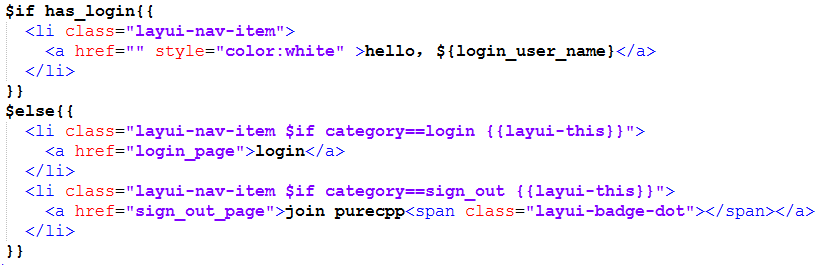 $if has_login{{
<li class="layui-nav-item">
<a href="" style="color:white" >hello, ${login_user_name}</a>
</li>
}}
$else{{
<li class="layui-nav-item $if category==login {{layui-this}}">
<a href="login_page">login</a>
</li>
<li class="layui-nav-item $if category==sign_out {{layui-this}}">
<a href="sign_out_page">join purecpp<span class="layui-badge-dot"></span></a>
</li>
}}